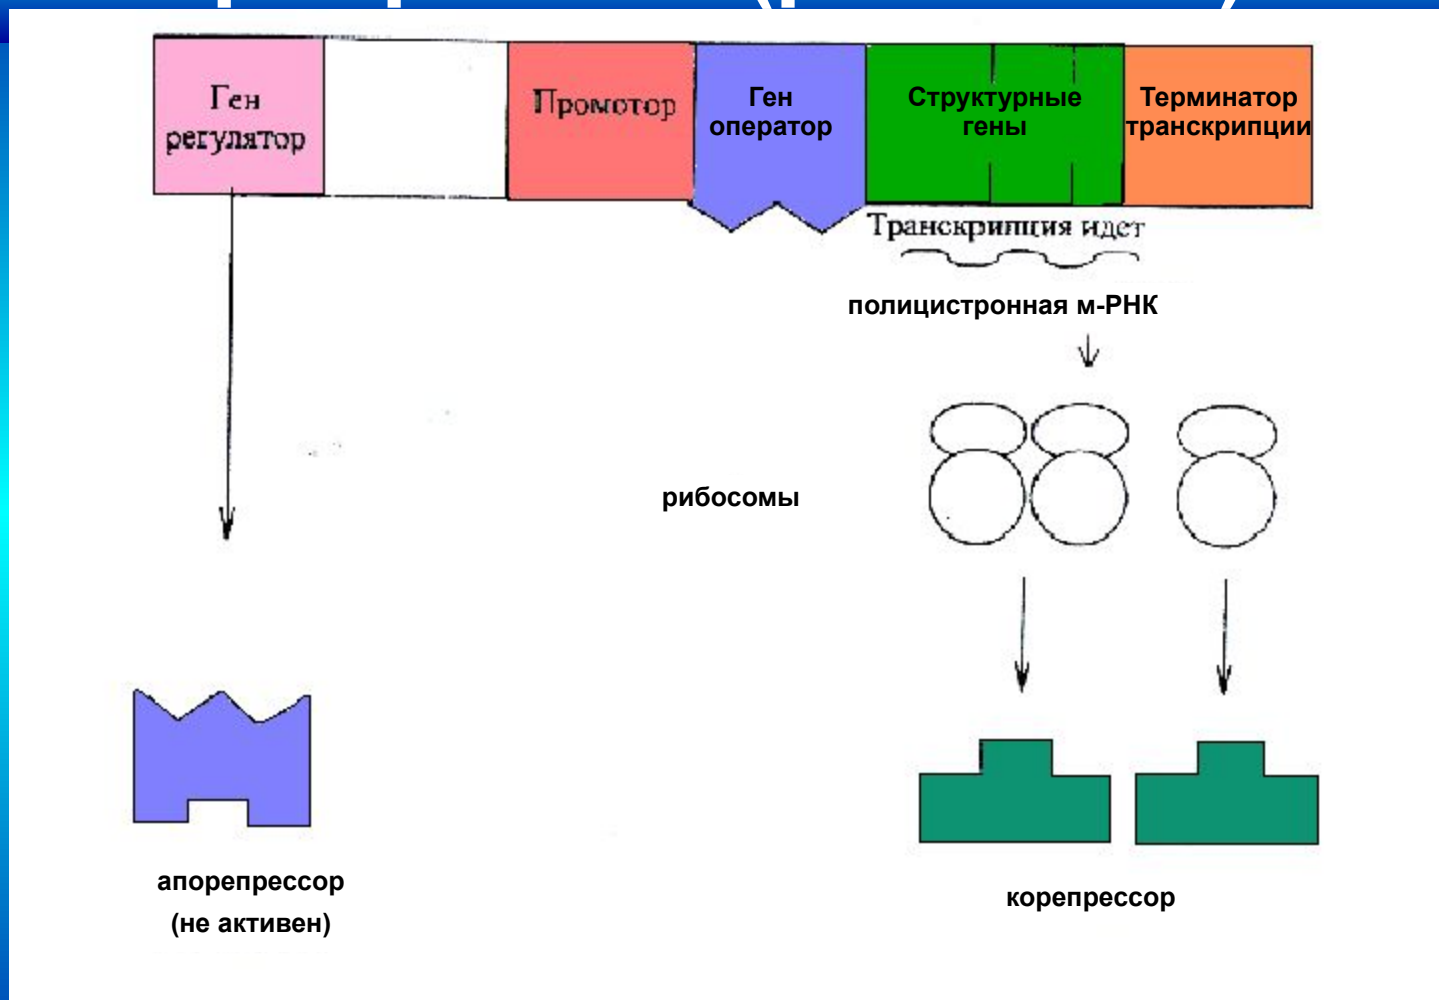 Ген
регулятор
Промотор
Ген
оператор
Структурные
гены
Терминатор
транскрипции
Транскрипция идет
полицистронная м-РНК
рибосомы
апорепрессор
(не активен)
корепрессор